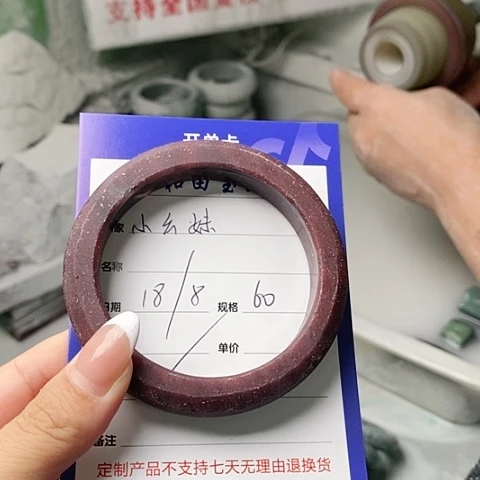 支持全国
开单卡
和田玉
小幺妹
名称
日期 18/8 规格 60
单价
备注
定制产品不支持七天无理由退换货